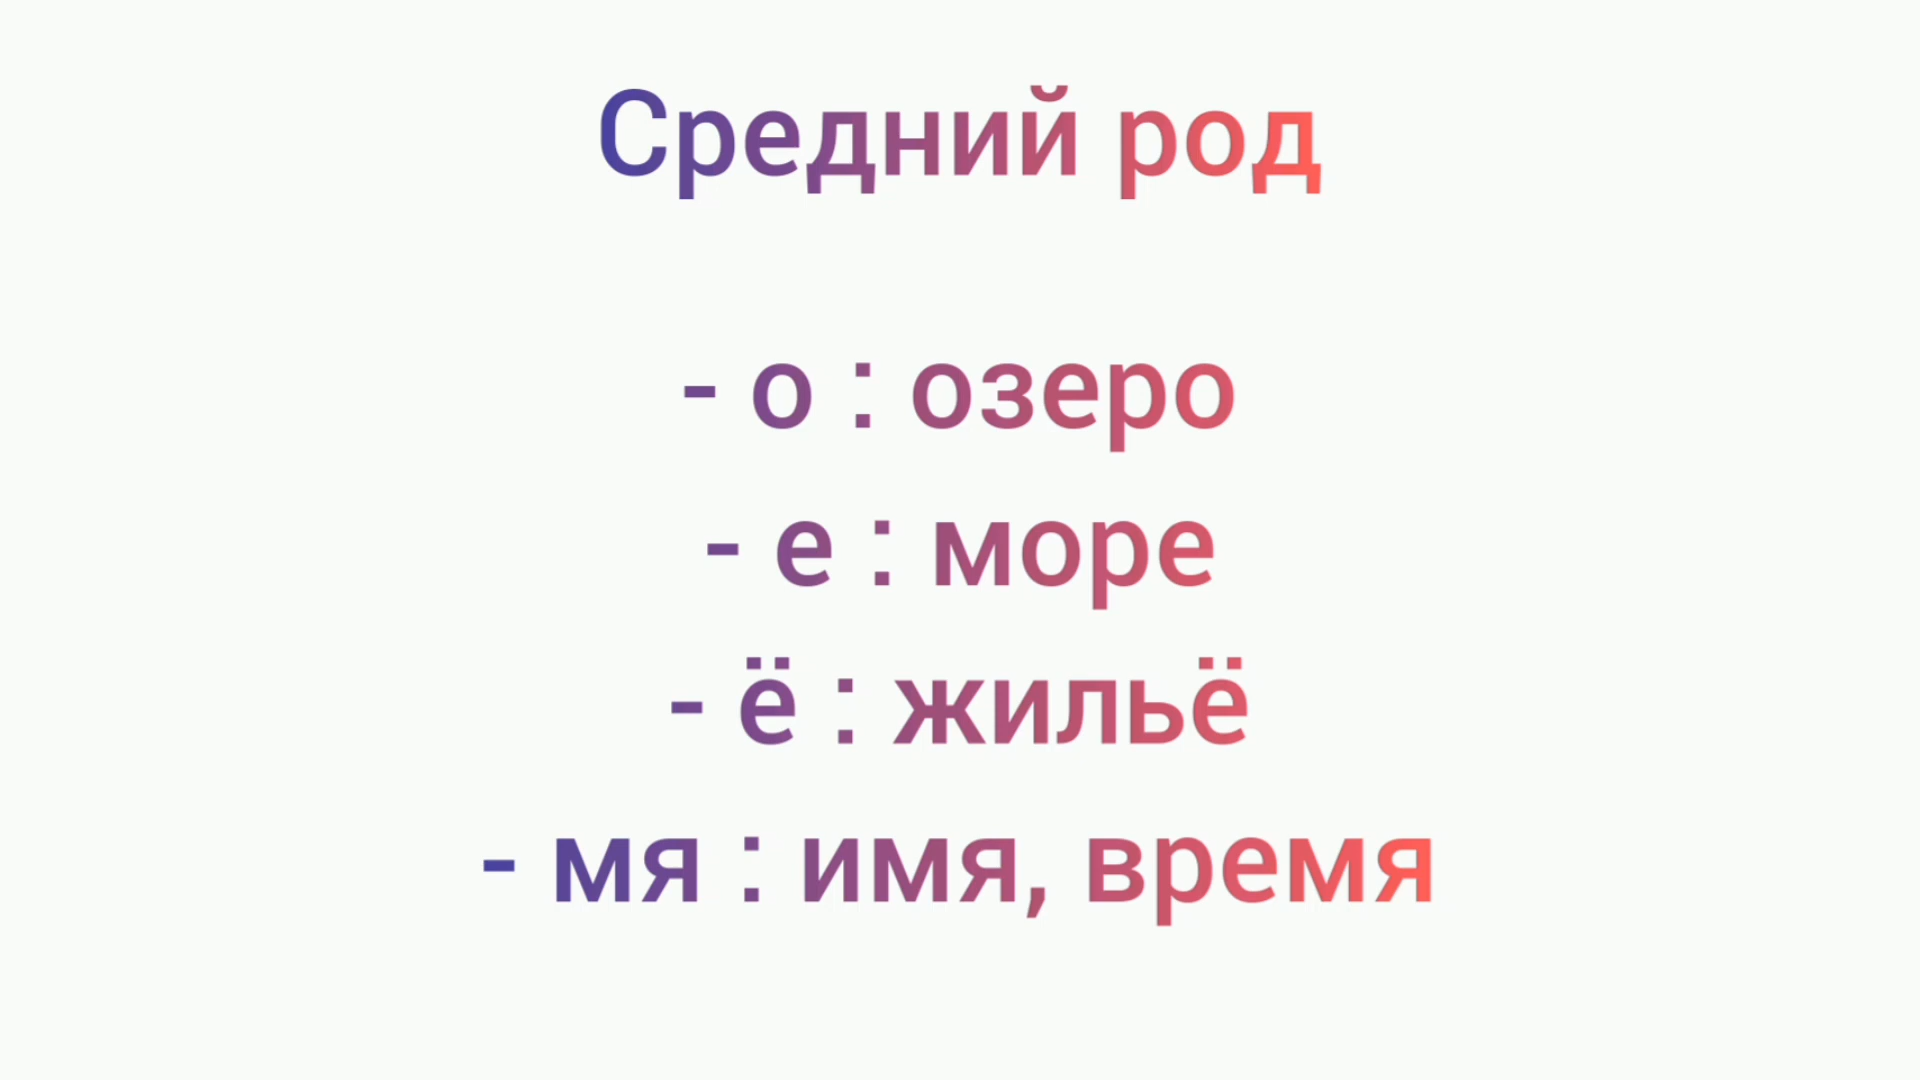 Средний род
- о : озеро
- е : море
- ё : жильё
- мя : имя, время